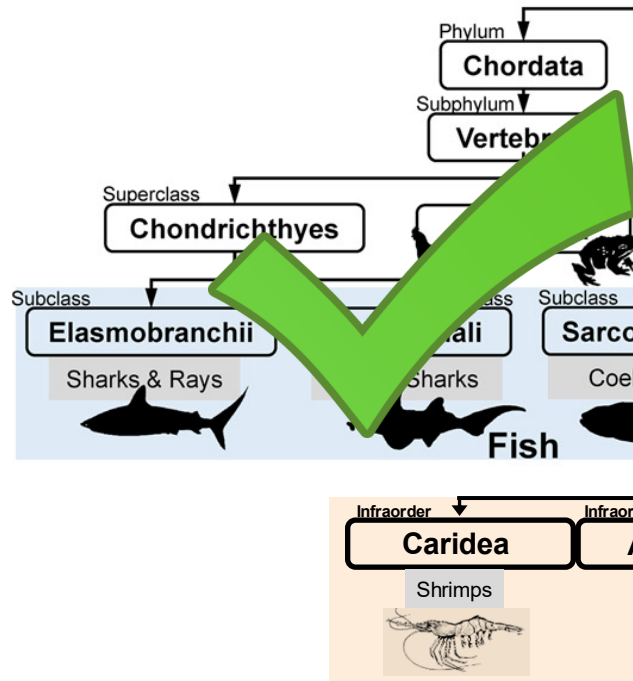 Phylum
Chordata
Subphylum
Superclass
Chondrichthyes
Subclass
Subclass
Elasmobranchii
Sharks & Rays
Sharks
Fish
Infraorder
Caridea
Shrimps